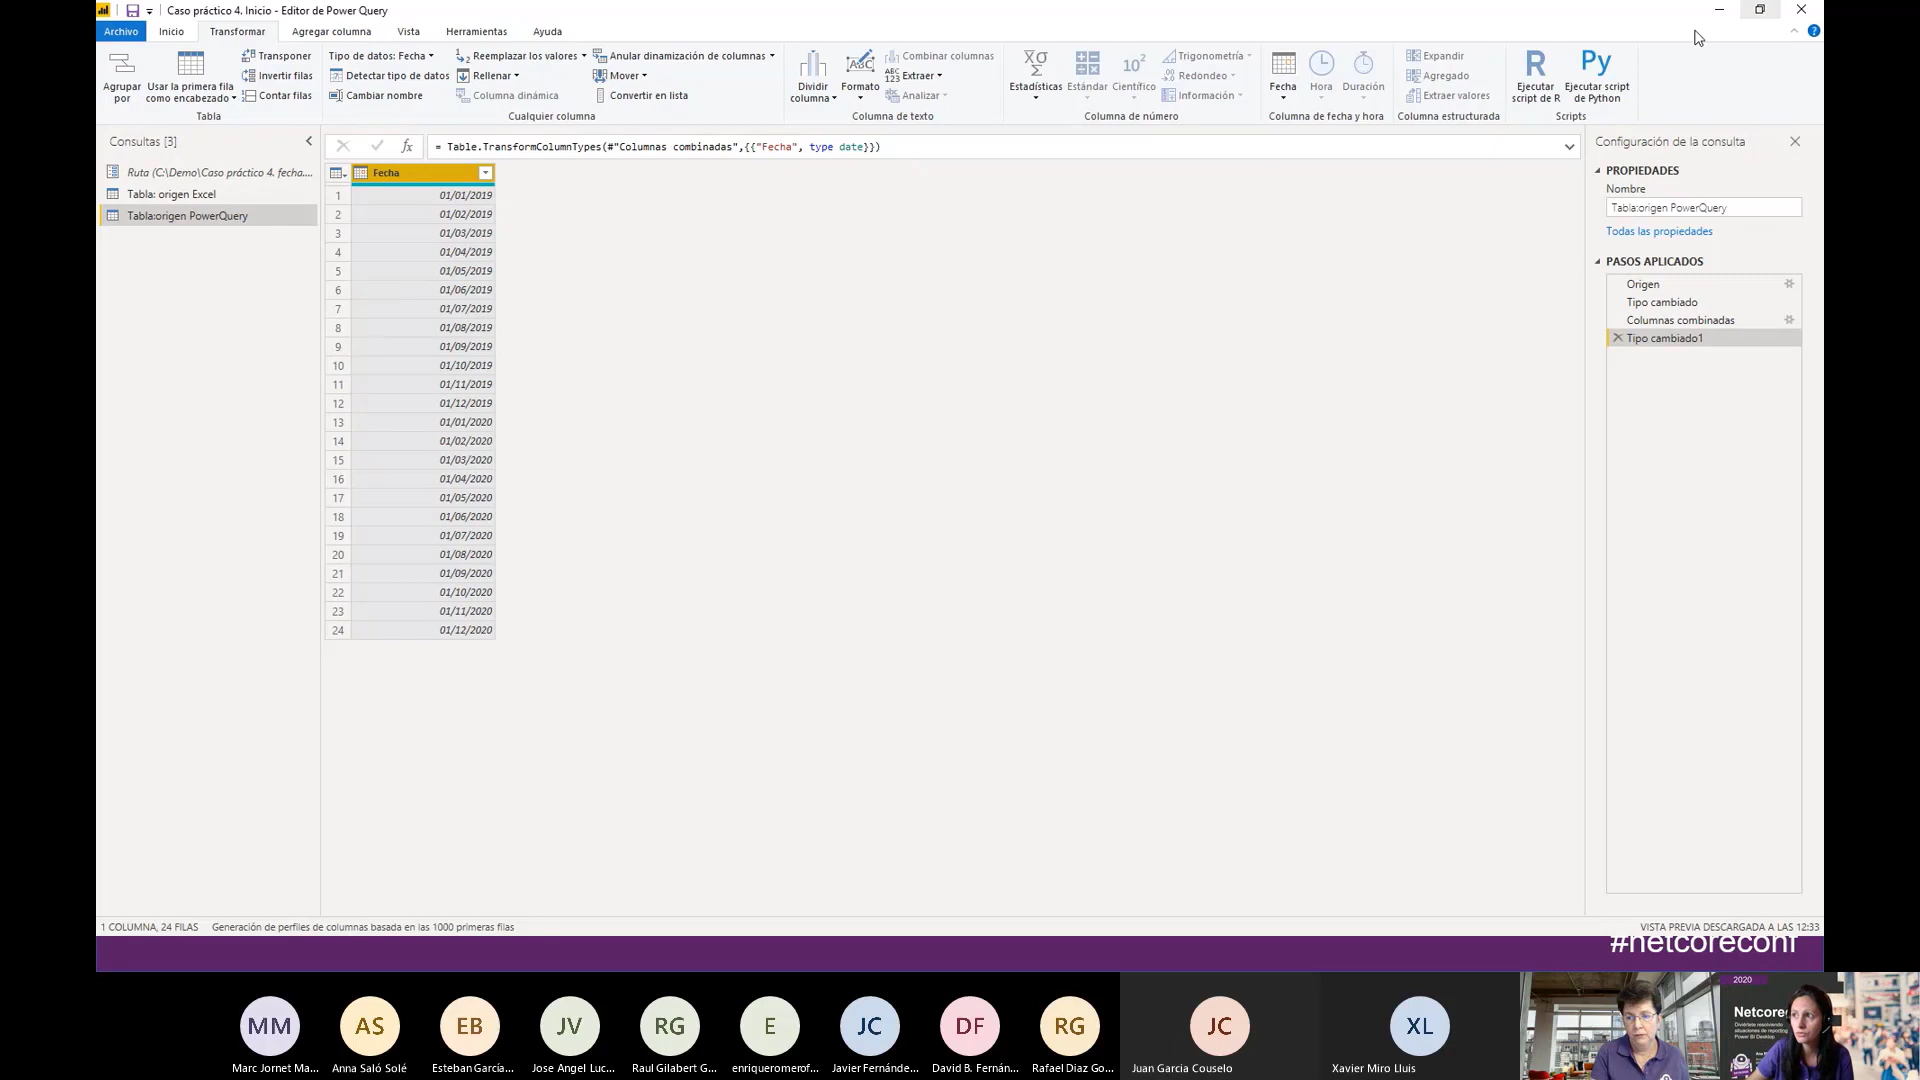 Caso práctico 4. Inicio - Editor de Power Query
Archivo
Inicio
Transformar
Agregar columna
Vista
Herramientas
Ayuda
Agrupar
por
Usar la primera fila
como encabezado
Transponer
Invertir filas
Contar filas
Tabla
Tipo de datos: Fecha
Detectar tipo de datos
Cambiar nombre
Reemplazar los valores
Rellenar
Columna dinámica
Anular dinamización de columnas
Mover
Convertir en lista
Cualquier columna
Dividir
columna
Formato
Combinar columnas
Extraer
Analizar
Columna de texto
Estadísticas
Estándar
Científico
Trigonometría
Redondeo
Información
Columna de número
Fecha
Hora
Duración
Columna de fecha y hora
Expandir
Agregado
Extraer valores
Columna estructurada
Ejecutar
script de R
Ejecutar script
de Python
Scripts
Consultas [3]
Ruta (C:\Demo\Caso práctico 4. fecha....
Tabla: origen Excel
Tabla:origen PowerQuery
= Table.TransformColumnTypes(#"Columnas combinadas",{{"Fecha", type date}})
Fecha
1 01/01/2019
2 01/02/2019
3 01/03/2019
4 01/04/2019
5 01/05/2019
6 01/06/2019
7 01/07/2019
8 01/08/2019
9 01/09/2019
10 01/10/2019
11 01/11/2019
12 01/12/2019
13 01/01/2020
14 01/02/2020
15 01/03/2020
16 01/04/2020
17 01/05/2020
18 01/06/2020
19 01/07/2020
20 01/08/2020
21 01/09/2020
22 01/10/2020
23 01/11/2020
24 01/12/2020
Configuración de la consulta
PROPIEDADES
Nombre
Tabla:origen PowerQuery
Todas las propiedades
PASOS APLICADOS
Origen
Tipo cambiado
Columnas combinadas
Tipo cambiado1
1 COLUMNA, 24 FILAS
Generación de perfiles de columnas basada en las 1000 primeras filas
VISTA PREVIA DESCARGADA A LAS 12:33
#netcoreconf
MM
AS
EB
JV
RG
E
JC
DF
RG
JC
XL
Marc Jornet Ma...
Anna Saló Solé
Esteban García...
Jose Angel Luc...
Raul Gilabert G...
enriqueromerof...
Javier Fernánde...
David B. Fernán...
Rafael Diaz Go...
Juan Garcia Couselo
Xavier Miro Lluis
2020
Netcore
Diviértete resolviendo
situaciones de reporting
Power BI Desktop